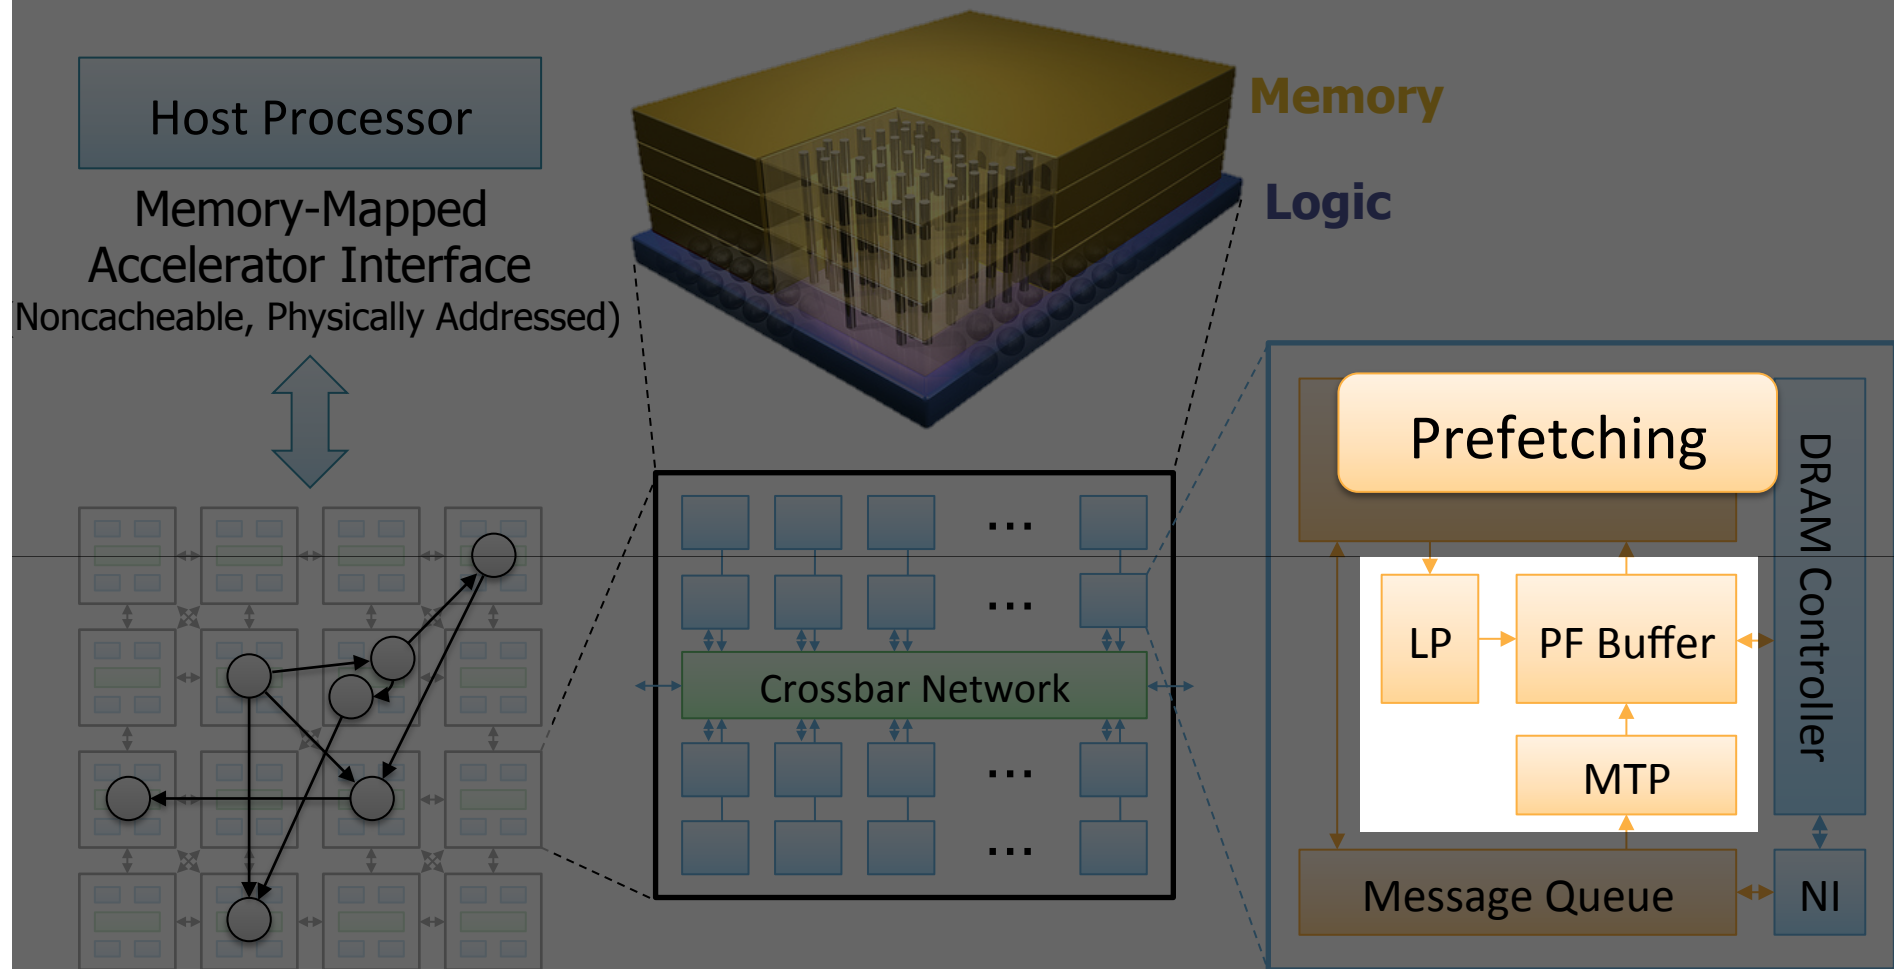 Host Processor
Memory-Mapped
Accelerator Interface
(Noncacheable, Physically Addressed)
Memory
Logic
Prefetching
DRAM Controller
LP
PF Buffer
MTP
Message Queue
NI
...
...
Crossbar Network
...
...